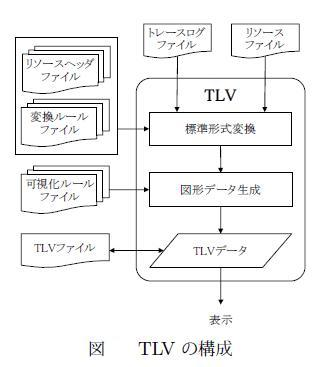 トレースログ
ファイル
リソース
ファイル
リソースヘッダ
ファイル
TLV
変換ルール
ファイル
標準形式変換
可視化ルール
ファイル
図形データ生成
TLVファイル
TLVデータ
表示
図 TLV の構成